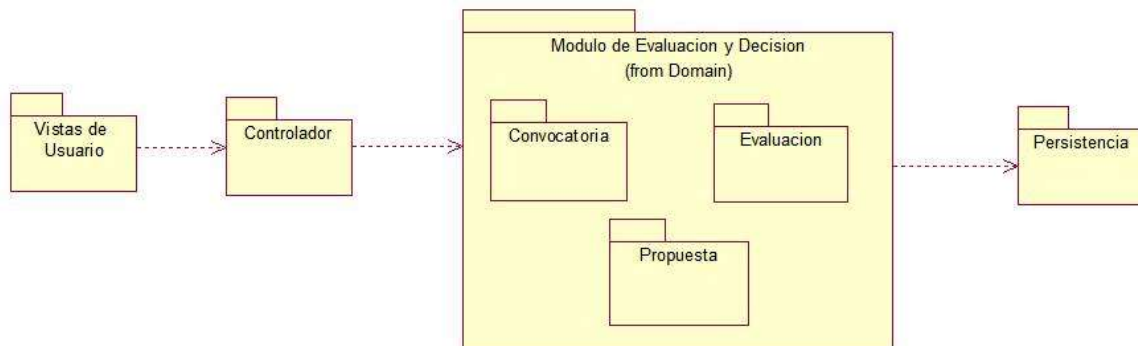 Modulo de Evaluacion y Decision
(from Domain)
Vistas de
Usuario
Controlador
Convocatoria
Evaluacion
Persistencia
Propuesta